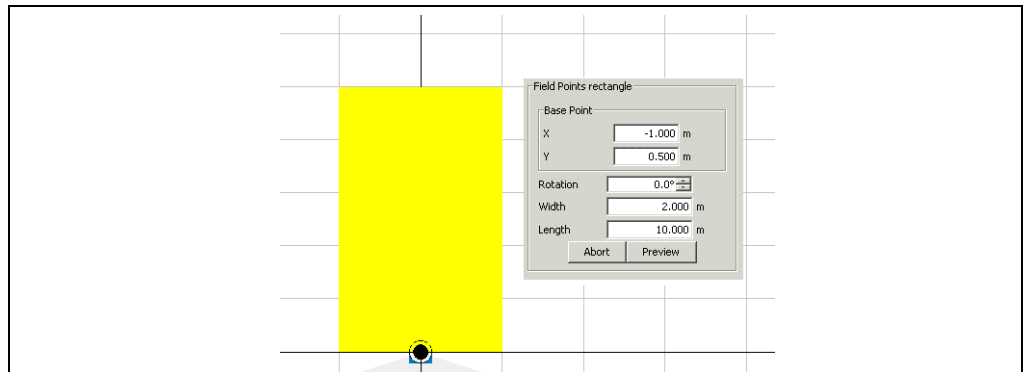 Field Points rectangle
Base Point
X -1.000 m
Y 0.500 m
Rotation 0.0°
Width 2.000 m
Length 10.000 m
Abort Preview